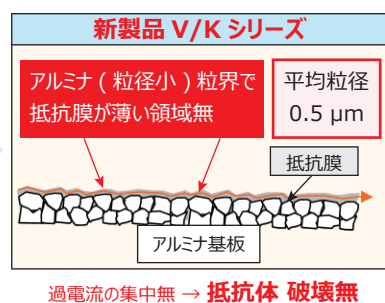 新製品 V/K シリーズ
アルミナ ( 粒径小 ) 粒界で
抵抗膜が薄い領域無
平均粒径
0.5 μm
抵抗膜
アルミナ基板
過電流の集中無 → 抵抗体 破壊無